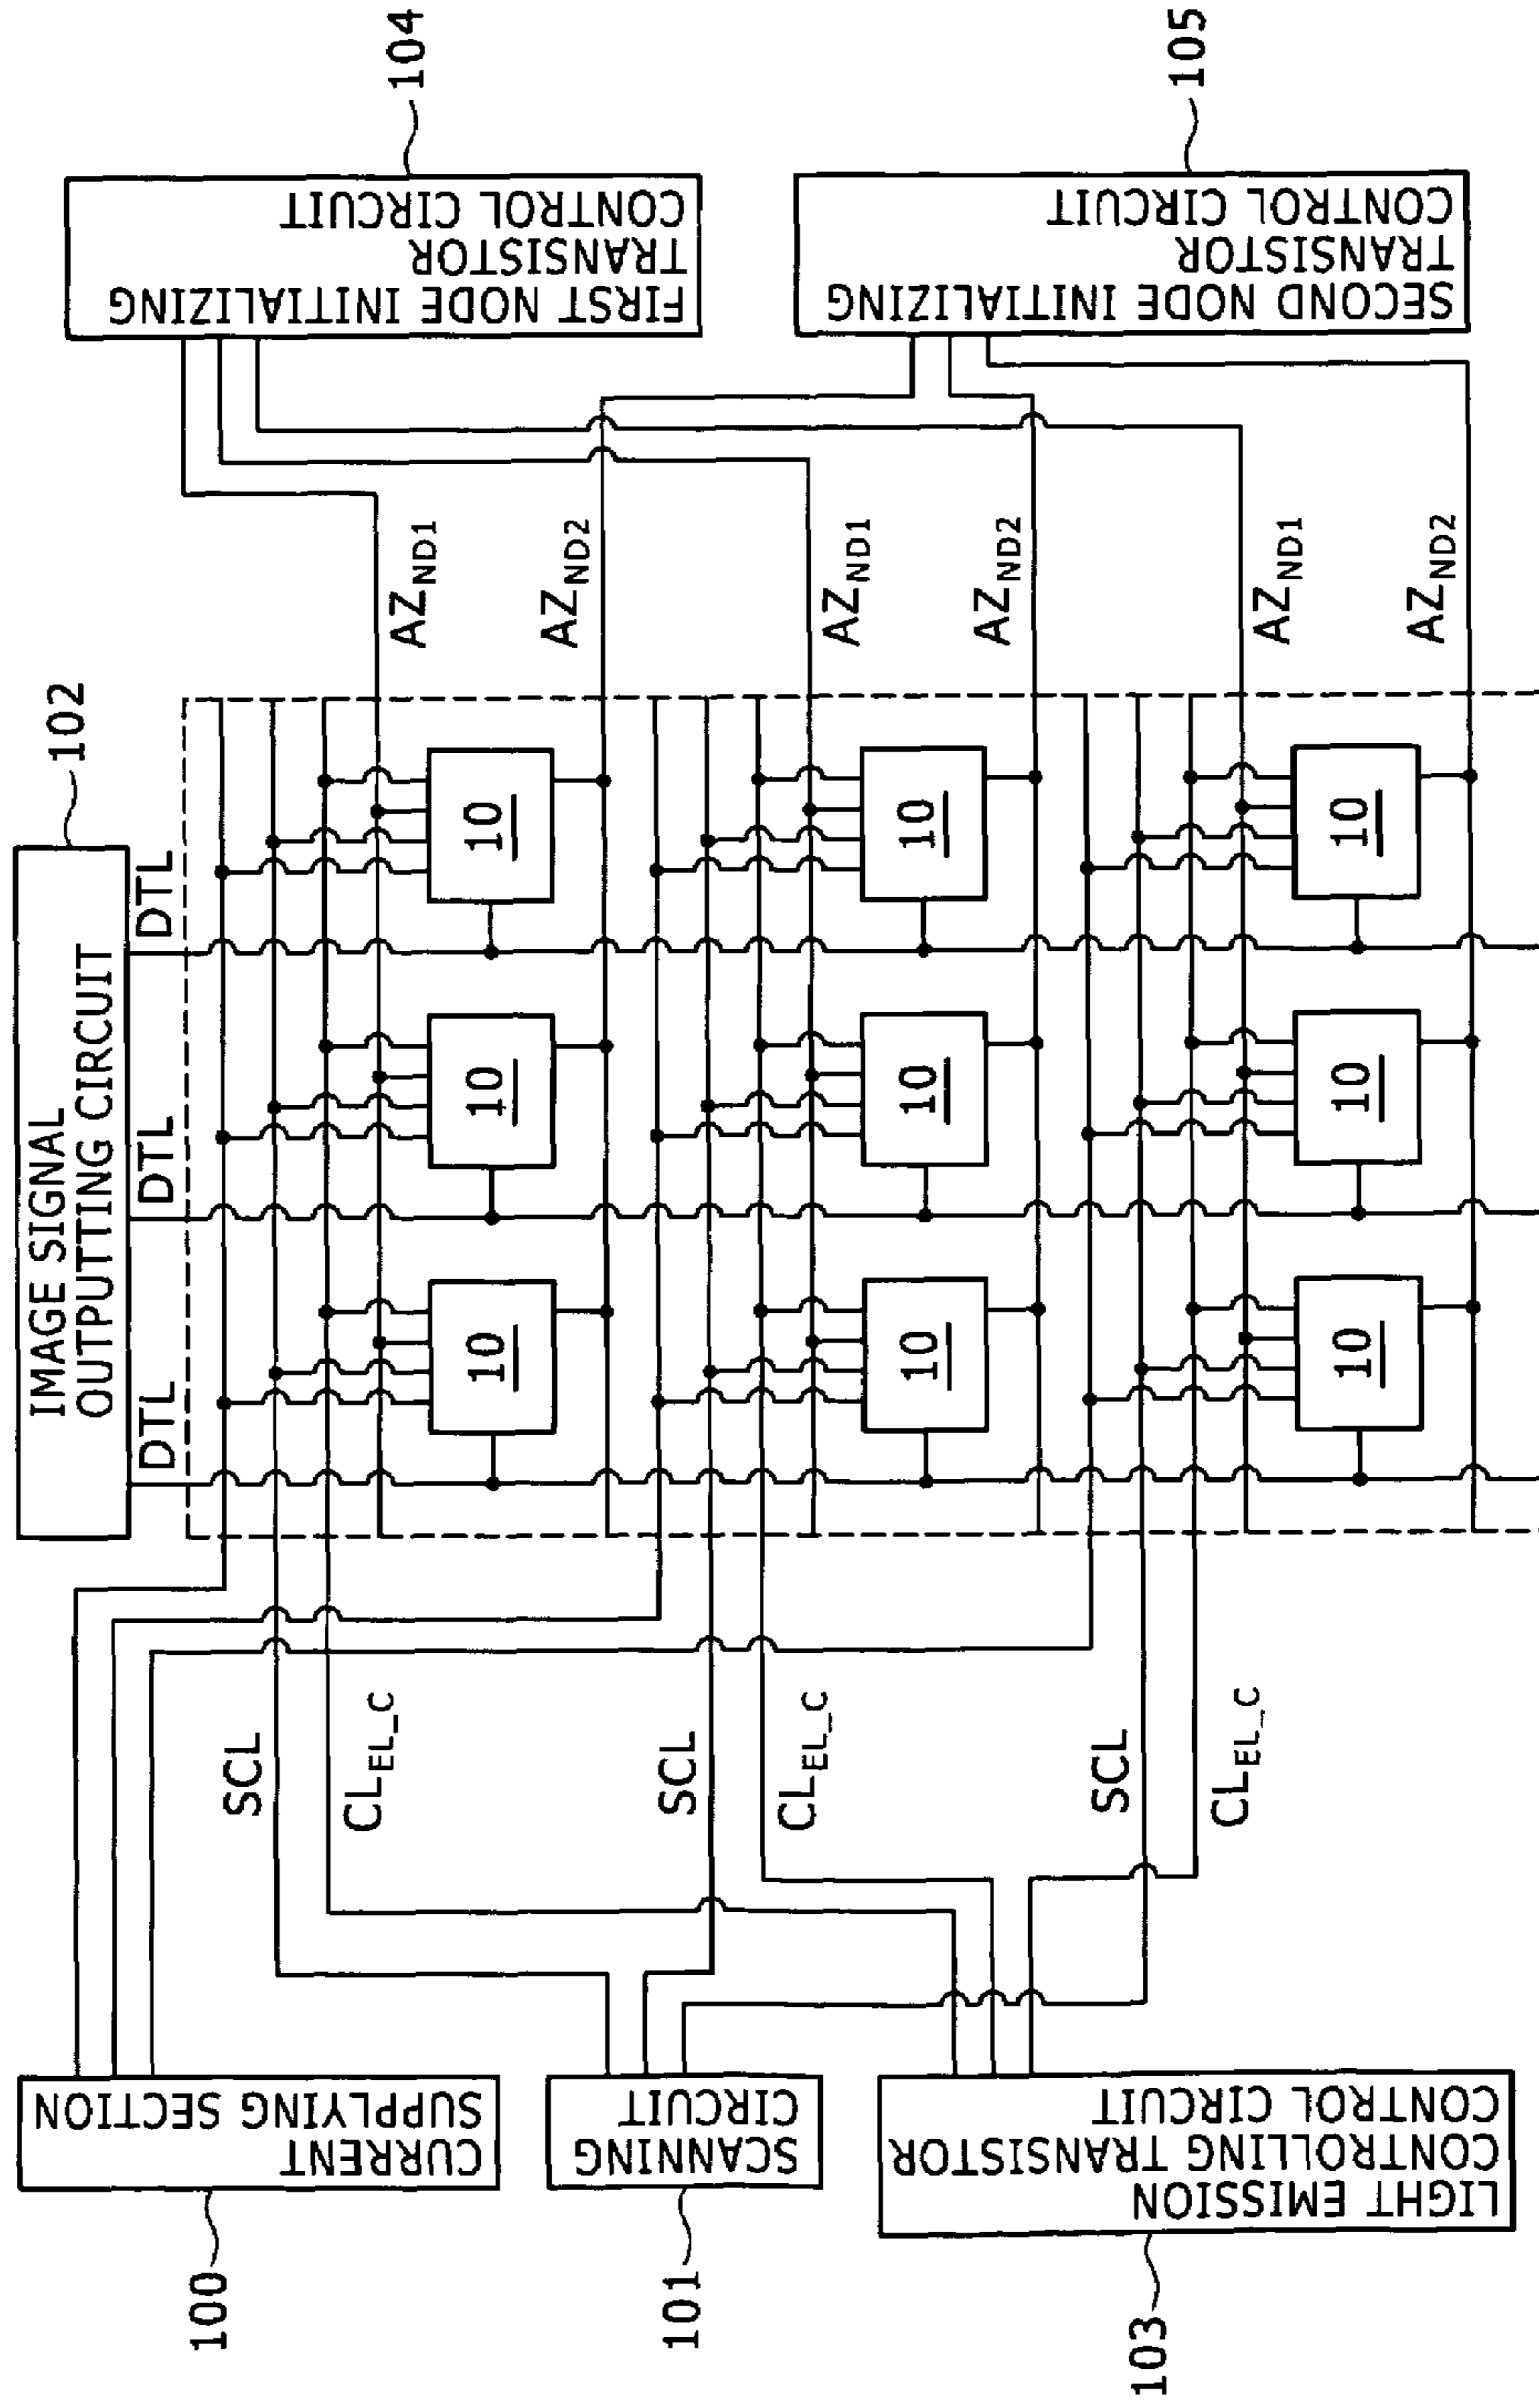 IMAGE SIGNAL
OUTPUTTING CIRCUIT
102
DTL
DTL
DTL
CURRENT
SUPPLYING SECTION
100
SCANNING
CIRCUIT
101
LIGHT EMISSION
CONTROLLING TRANSISTOR
CONTROL CIRCUIT
103
FIRST NODE INITIALIZING
TRANSISTOR
CONTROL CIRCUIT
104
SECOND NODE INITIALIZING
TRANSISTOR
CONTROL CIRCUIT
105
SCL
CLEL_C
10
10
10
AZND1
AZND2
SCL
CLEL_C
10
10
10
AZND1
AZND2
SCL
CLEL_C
10
10
10
AZND1
AZND2